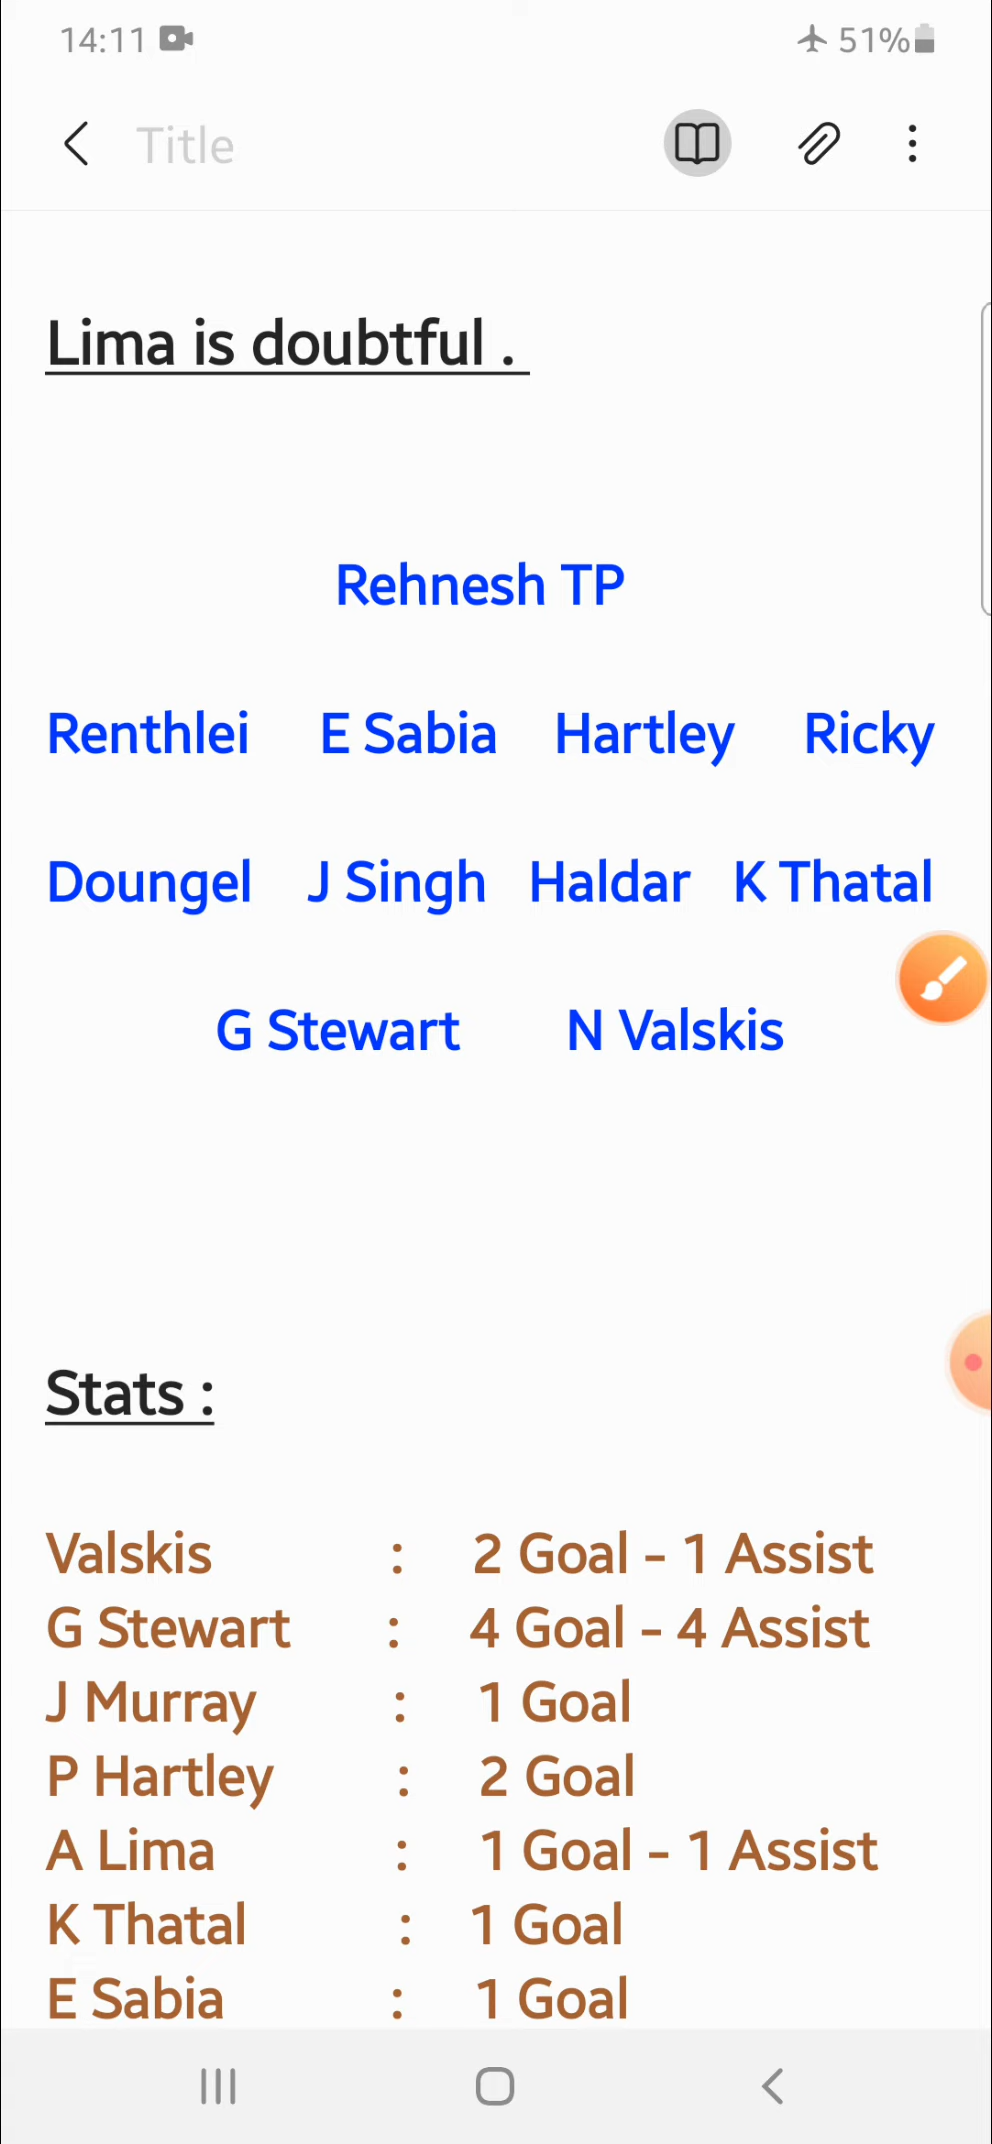 14:11 51%
Title
Lima is doubtful .
Rehnesh TP
Renthlei E Sabia Hartley Ricky
Doungel J Singh Haldar K Thatal
G Stewart N Valskis
Stats :
Valskis : 2 Goal - 1 Assist
G Stewart : 4 Goal - 4 Assist
J Murray : 1 Goal
P Hartley : 2 Goal
A Lima : 1 Goal - 1 Assist
K Thatal : 1 Goal
E Sabia : 1 Goal